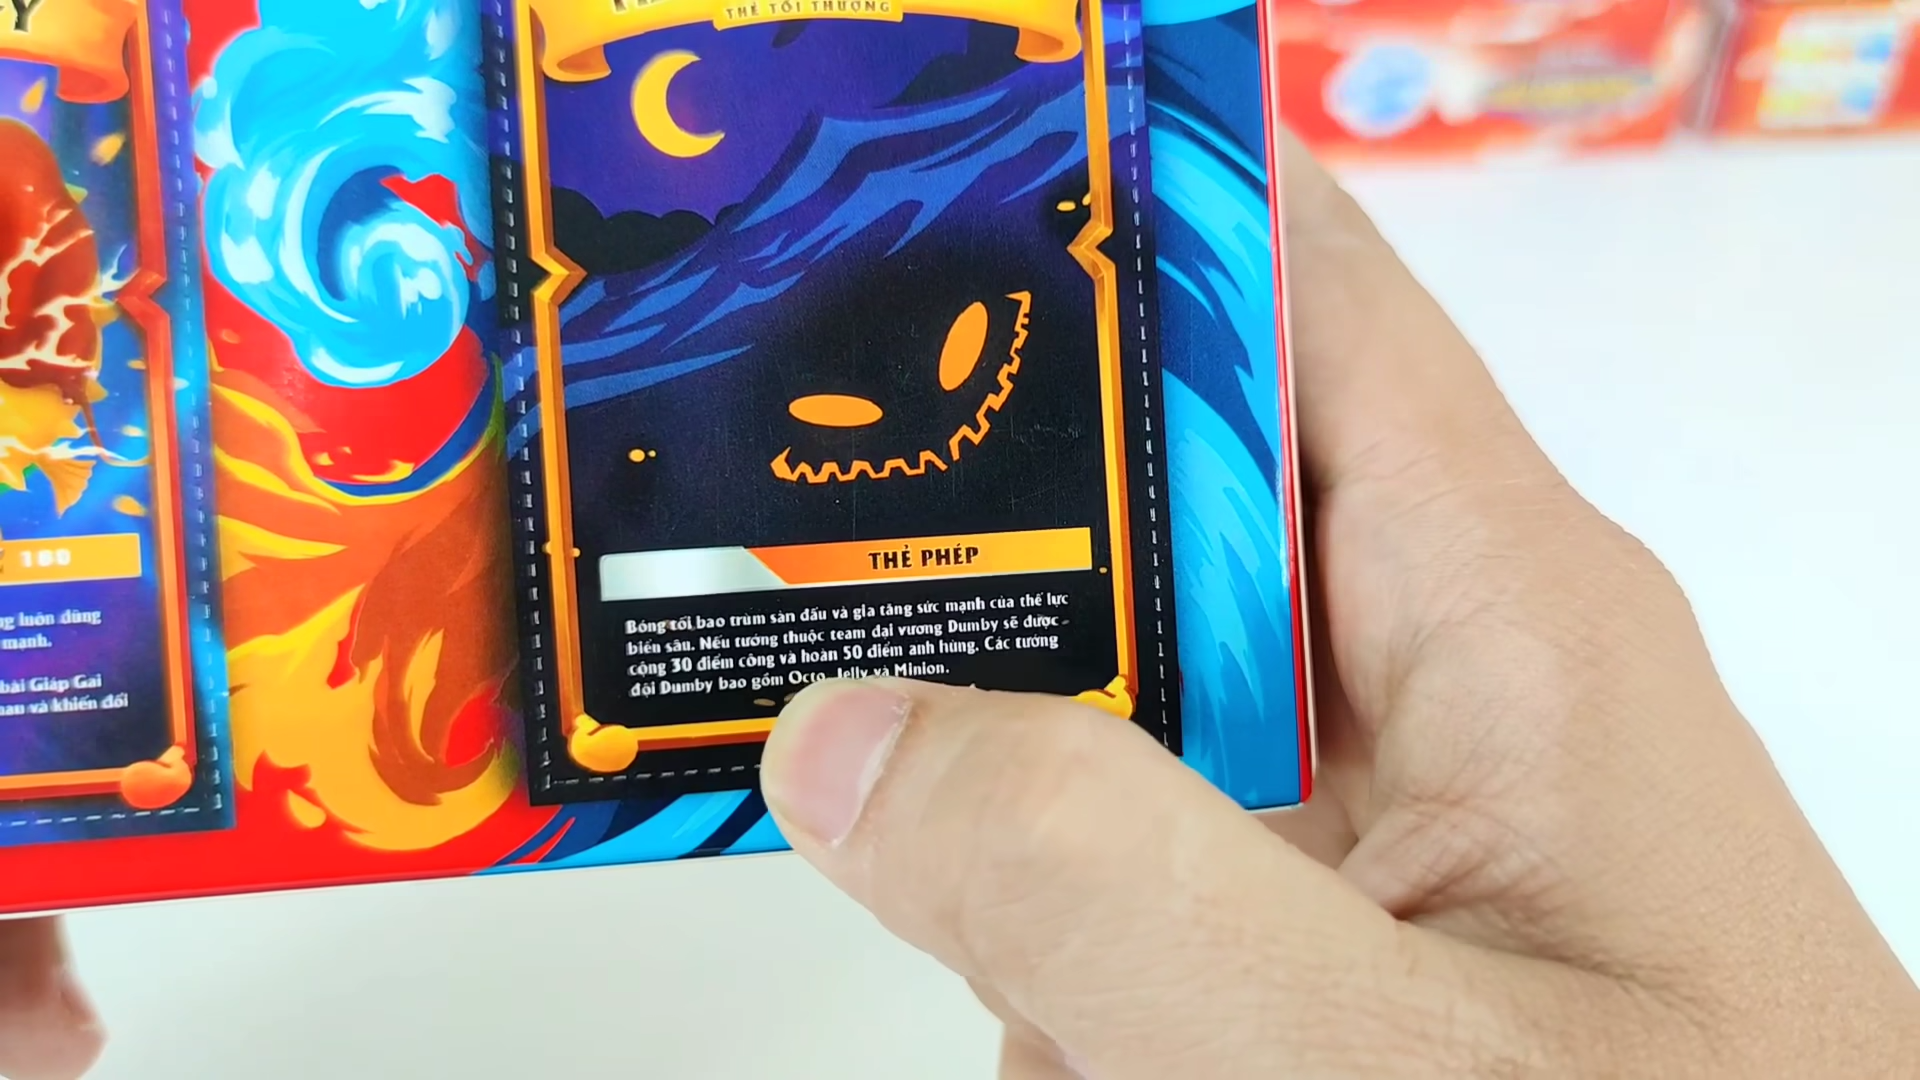 THẺ TỐI THƯỢNG
THẺ PHÉP
Bóng tối bao trùm sàn đấu và gia tăng sức mạnh của thế lực
biển sâu. Nếu tướng thuộc team đại vương Dumby sẽ được
cộng 30 điểm công và hoàn 50 điểm anh hùng. Các tướng
đội Dumby bao gồm Octo, Jelly và Minion.
Y
180
luôn dùng
mạnh.
bài Giáp Gai
và khiến đối